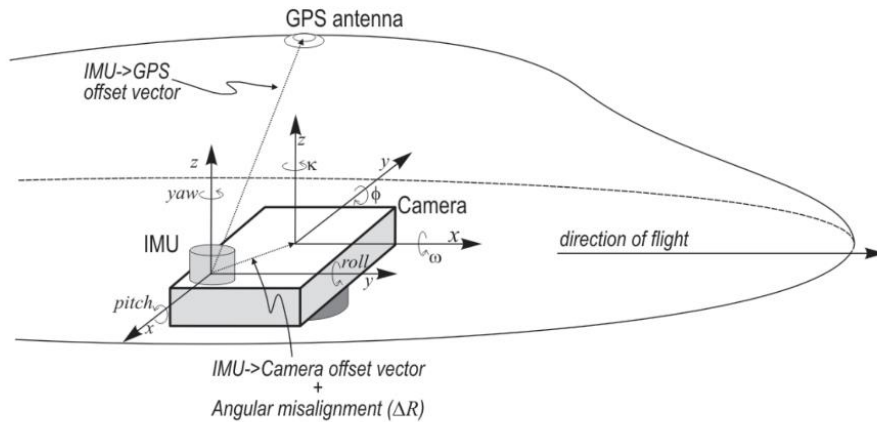 GPS antenna
IMU->GPS
offset vector
z
z
κ
y
yaw
ϕ
Camera
IMU
x
direction of flight
roll
ω
y
pitch
x
IMU->Camera offset vector
+
Angular misalignment (ΔR)